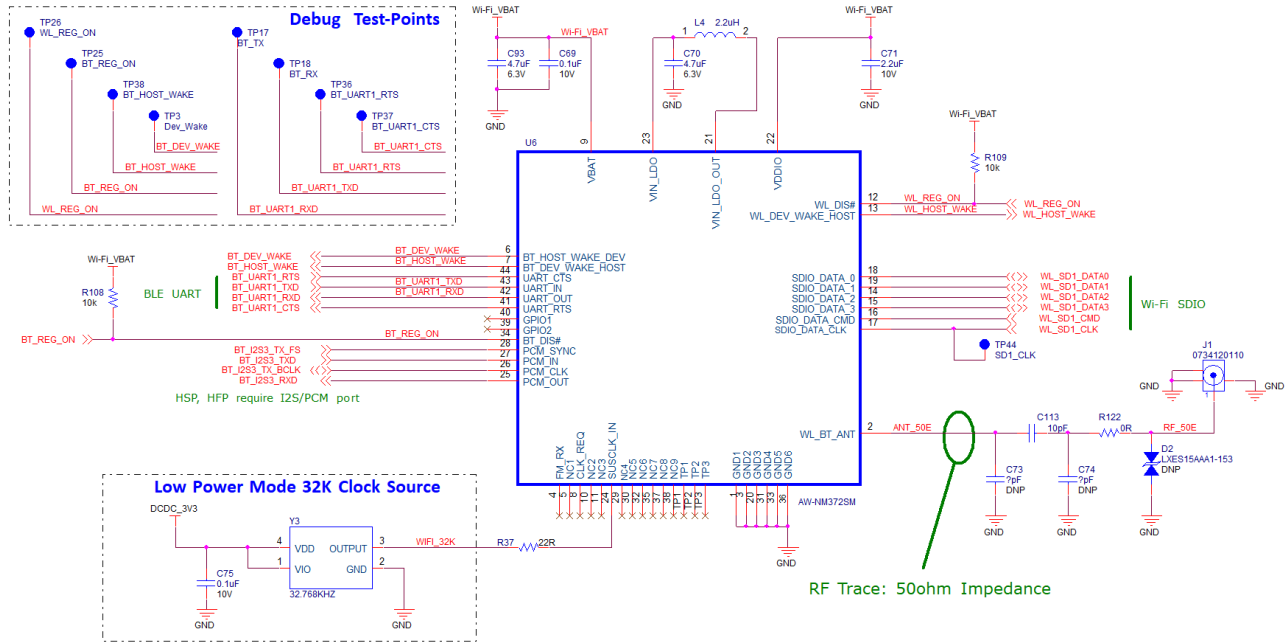 Debug Test-Points
TP26
WL_REG_ON
TP25
BT_REG_ON
TP38
BT_HOST_WAKE
TP3
Dev_Wake
BT_DEV_WAKE
BT_HOST_WAKE
BT_REG_ON
WL_REG_ON
TP17
BT_TX
TP18
BT_RX
TP36
BT_UART1_RTS
TP37
BT_UART1_CTS
BT_UART1_CTS
BT_UART1_RTS
BT_UART1_TXD
BT_UART1_RXD
Wi-Fi_VBAT
Wi-Fi_VBAT
C93
4.7uF
6.3V
C69
0.1uF
10V
GND
L4 2.2uH
1 2
C70
4.7uF
6.3V
GND
Wi-Fi_VBAT
C71
2.2uF
10V
GND
U6
9
23
21
22
VBAT
VIN_LDO
VIN_LDO_OUT
VDDIO
Wi-Fi_VBAT
R109
10k
WL_DIS# 12 WL_REG_ON WL_REG_ON
WL_DEV_WAKE_HOST 13 WL_HOST_WAKE WL_HOST_WAKE
BT_DEV_WAKE BT_DEV_WAKE 6 BT_HOST_WAKE_DEV
BT_HOST_WAKE BT_HOST_WAKE 7 BT_DEV_WAKE_HOST
BT_UART1_RTS 44 UART_CTS
BT_UART1_TXD BT_UART1_TXD 43 UART_IN
BT_UART1_RXD BT_UART1_RXD 42 UART_OUT
BT_UART1_CTS 41 UART_RTS
40 GPIO1
39 GPIO2
BT_REG_ON BT_REG_ON 34 BT_DIS#
BT_I2S3_TX_FS 28 PCM_SYNC
BT_I2S3_TXD 27 PCM_IN
BT_I2S3_TX_BCLK 26 PCM_CLK
BT_I2S3_RXD 25 PCM_OUT
BLE UART
Wi-Fi_VBAT
R108
10k
HSP, HFP require I2S/PCM port
SDIO_DATA_0 18 WL_SD1_DATA0
SDIO_DATA_1 19 WL_SD1_DATA1
SDIO_DATA_2 14 WL_SD1_DATA2
SDIO_DATA_3 15 WL_SD1_DATA3
SDIO_DATA_CMD 16 WL_SD1_CMD
SDIO_DATA_CLK 17 WL_SD1_CLK
Wi-Fi SDIO
TP44
SD1_CLK
J1
0734120110
GND
GND
1
WL_BT_ANT 2 ANT_50E
C113
10pF
R122
0R
RF_50E
C73
?pF
DNP
GND
C74
?pF
DNP
GND
D2
LXES15AAA1-153
DNP
GND
RF Trace: 50ohm Impedance
FM_RX
NC1
CLK_REQ
NC2
NC3
SUSCLK_IN
NC4
NC5
NC6
NC7
NC8
NC9
TP1
TP2
TP3
4
5
8
10
11
24
29
30
32
35
37
38
TP1
TP2
TP3
GND1
GND2
GND3
GND4
GND5
GND6
1
3
20
31
33
36
AW-NM372SM
GND
Low Power Mode 32K Clock Source
DCDC_3V3
C75
0.1uF
10V
GND
Y3
4 VDD OUTPUT 3
1 VIO GND 2
32.768KHZ
GND
WIFI_32K
R37 22R